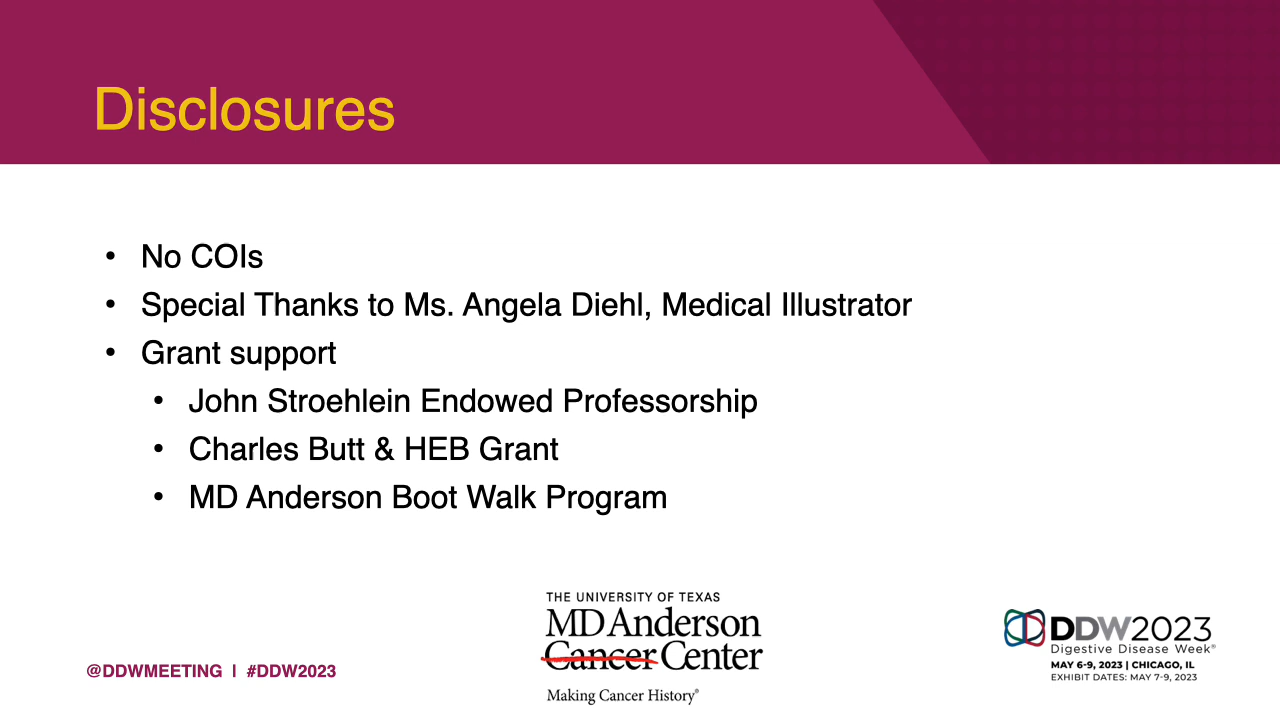 Disclosures
• No COIs
• Special Thanks to Ms. Angela Diehl, Medical Illustrator
• Grant support
• John Stroehlein Endowed Professorship
• Charles Butt & HEB Grant
• MD Anderson Boot Walk Program
@DDWMEETING | #DDW2023
THE UNIVERSITY OF TEXAS
MD Anderson
Cancer Center
Making Cancer History®
DDW2023
Digestive Disease Week®
MAY 6-9, 2023 | CHICAGO, IL
EXHIBIT DATES: MAY 7-9, 2023